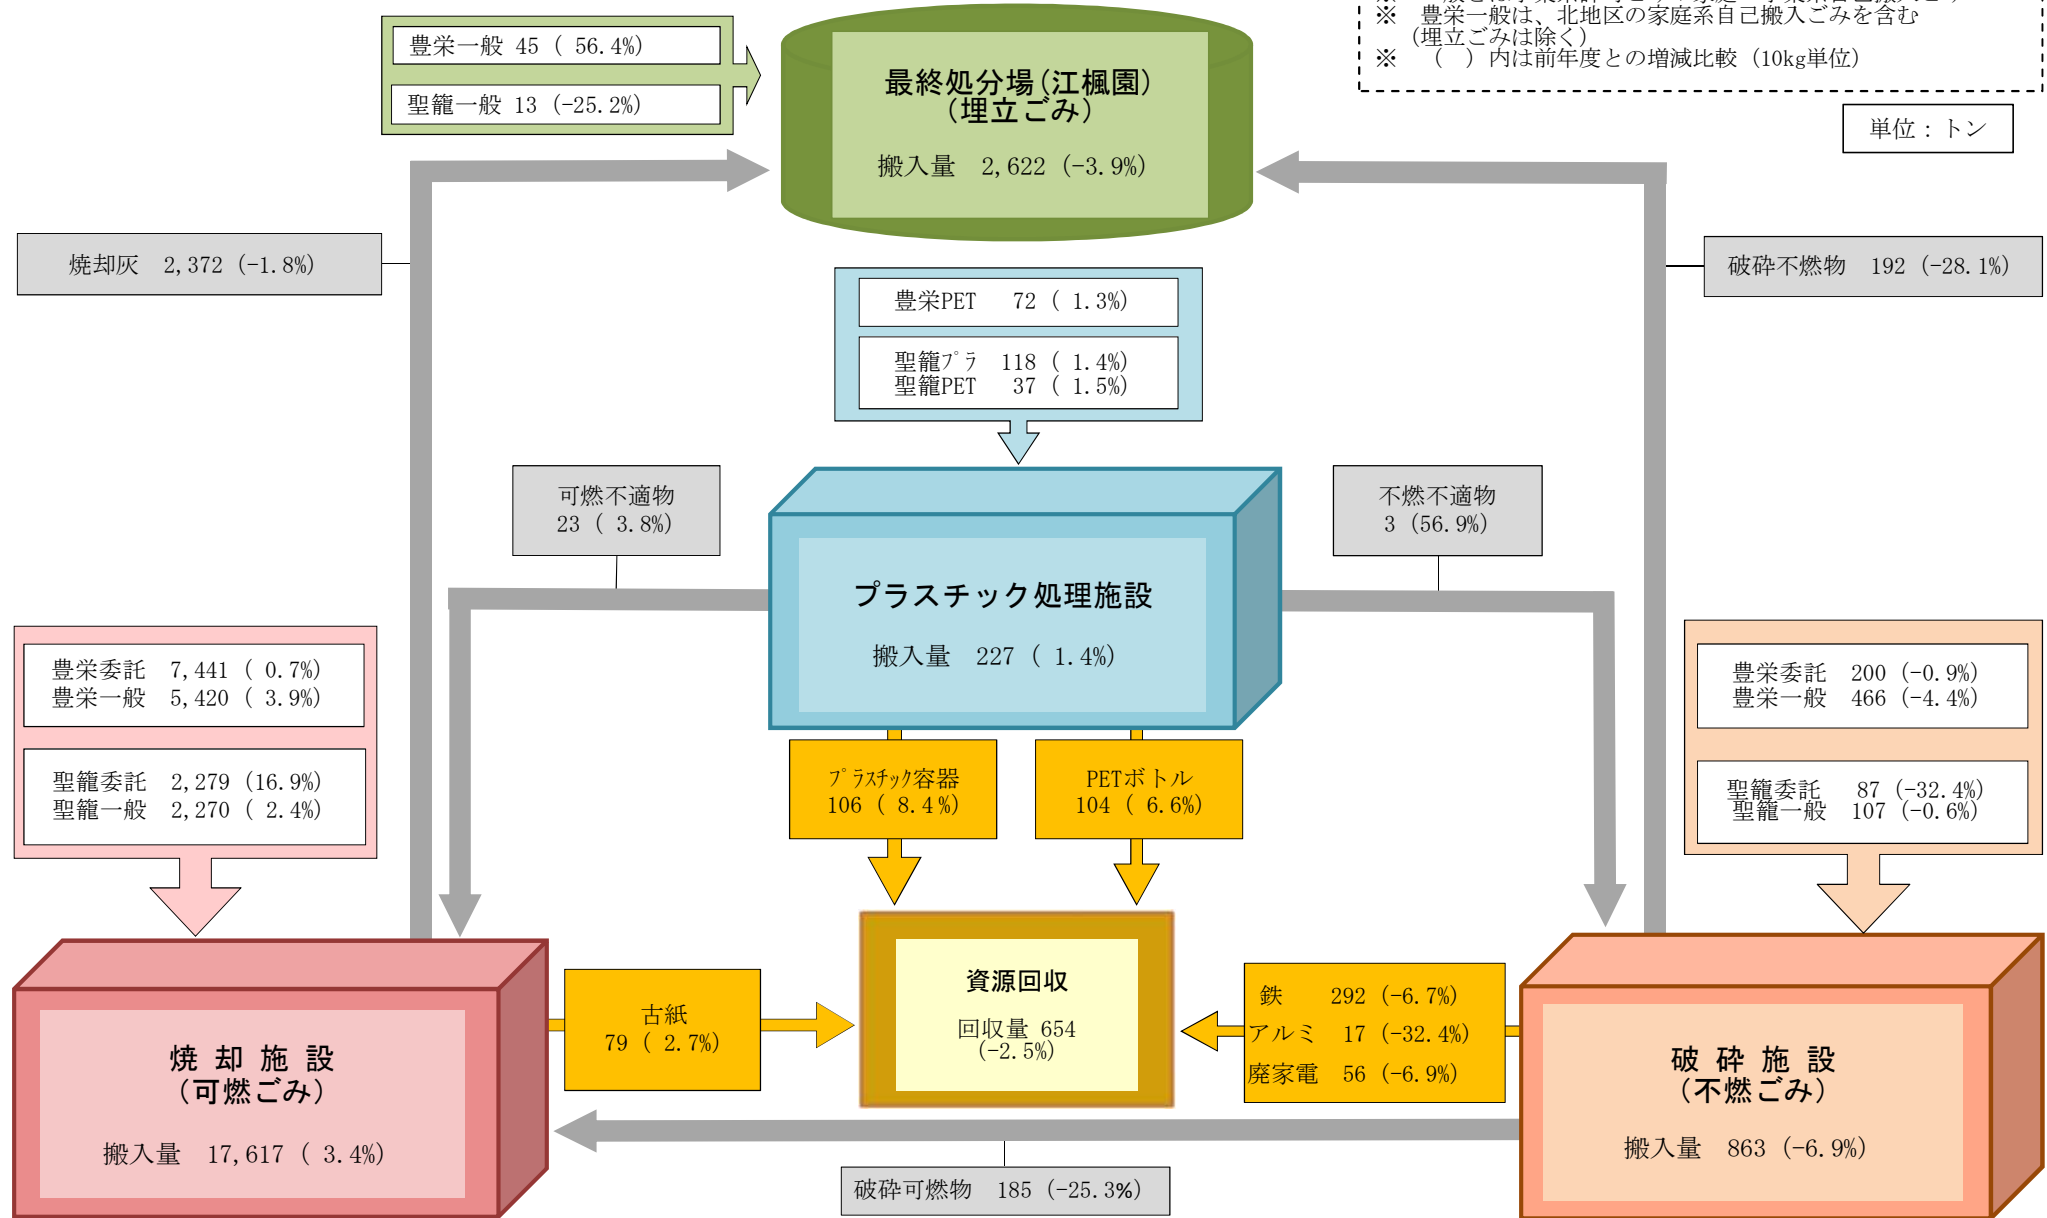 ※ 豊栄一般は、北地区の家庭系自己搬入ごみを含む
(埋立ごみは除く)
※ （ ）内は前年度との増減比較（10kg単位）
単位：トン
豊栄一般 45 ( 56.4%)
聖籠一般 13 (-25.2%)
最終処分場(江楓園)
(埋立ごみ)
搬入量 2,622 (-3.9%)
焼却灰 2,372 (-1.8%)
破砕不燃物 192 (-28.1%)
豊栄PET 72 ( 1.3%)
聖籠ﾌﾟﾗ 118 ( 1.4%)
聖籠PET 37 ( 1.5%)
可燃不適物
23 ( 3.8%)
不燃不適物
3 (56.9%)
プラスチック処理施設
搬入量 227 ( 1.4%)
豊栄委託 7,441 ( 0.7%)
豊栄一般 5,420 ( 3.9%)
聖籠委託 2,279 (16.9%)
聖籠一般 2,270 ( 2.4%)
豊栄委託 200 (-0.9%)
豊栄一般 466 (-4.4%)
聖籠委託 87 (-32.4%)
聖籠一般 107 (-0.6%)
ﾌﾟﾗｽﾁｯｸ容器
106 ( 8.4%)
PETボトル
104 ( 6.6%)
古紙
79 ( 2.7%)
資源回収
回収量 654
(-2.5%)
鉄 292 (-6.7%)
アルミ 17 (-32.4%)
廃家電 56 (-6.9%)
焼 却 施 設
(可燃ごみ)
搬入量 17,617 ( 3.4%)
破 砕 施 設
(不燃ごみ)
搬入量 863 (-6.9%)
破砕可燃物 185 (-25.3%)